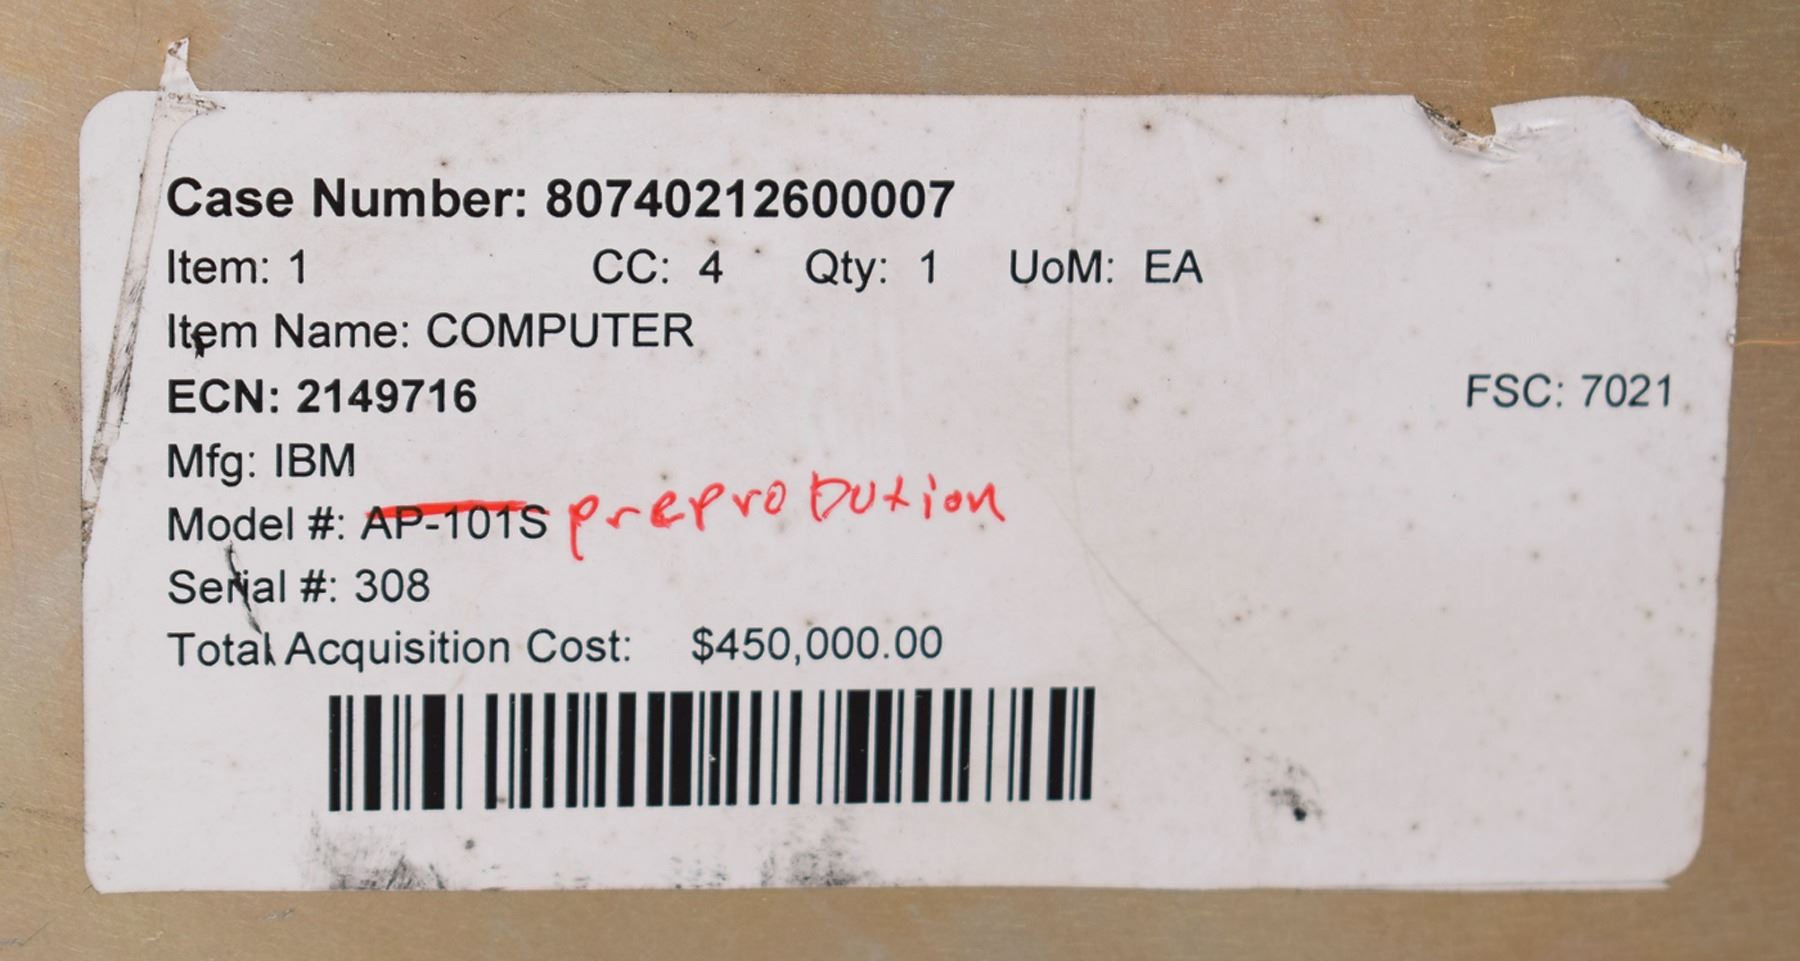 Case Number: 80740212600007
Item: 1 CC: 4 Qty: 1 UoM: EA
Item Name: COMPUTER
ECN: 2149716 FSC: 7021
Mfg: IBM
Model #: AP-101S preprodution
Serial #: 308
Total Acquisition Cost: $450,000.00